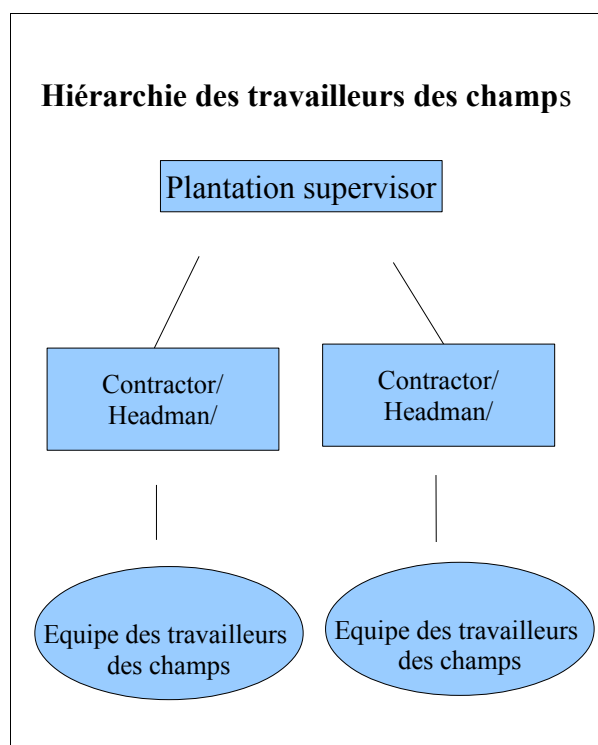 Hiérarchie des travailleurs des champs
Plantation supervisor
Contractor/
Headman/
Contractor/
Headman/
Equipe des travailleurs
des champs
Equipe des travailleurs
des champs